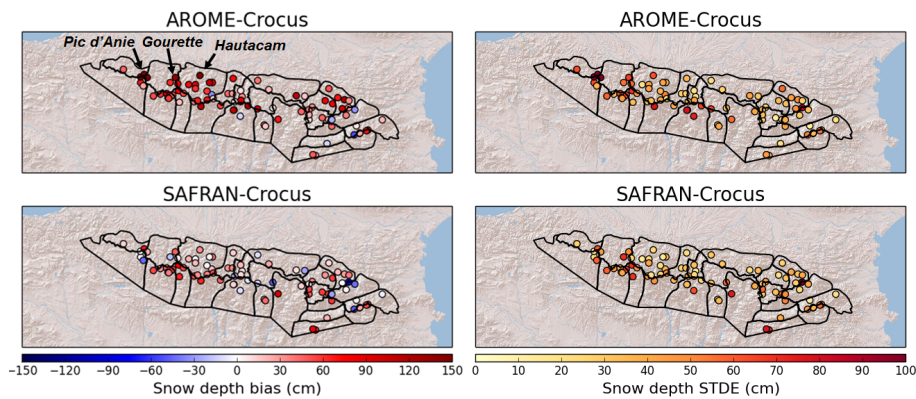 AROME-Crocus
AROME-Crocus
Pic d’Anie Gourette Hautacam
SAFRAN-Crocus
SAFRAN-Crocus
−150 −120 −90 −60 −30 0 30 60 90 120 150
0 10 20 30 40 50 60 70 80 90 100
Snow depth bias (cm)
Snow depth STDE (cm)